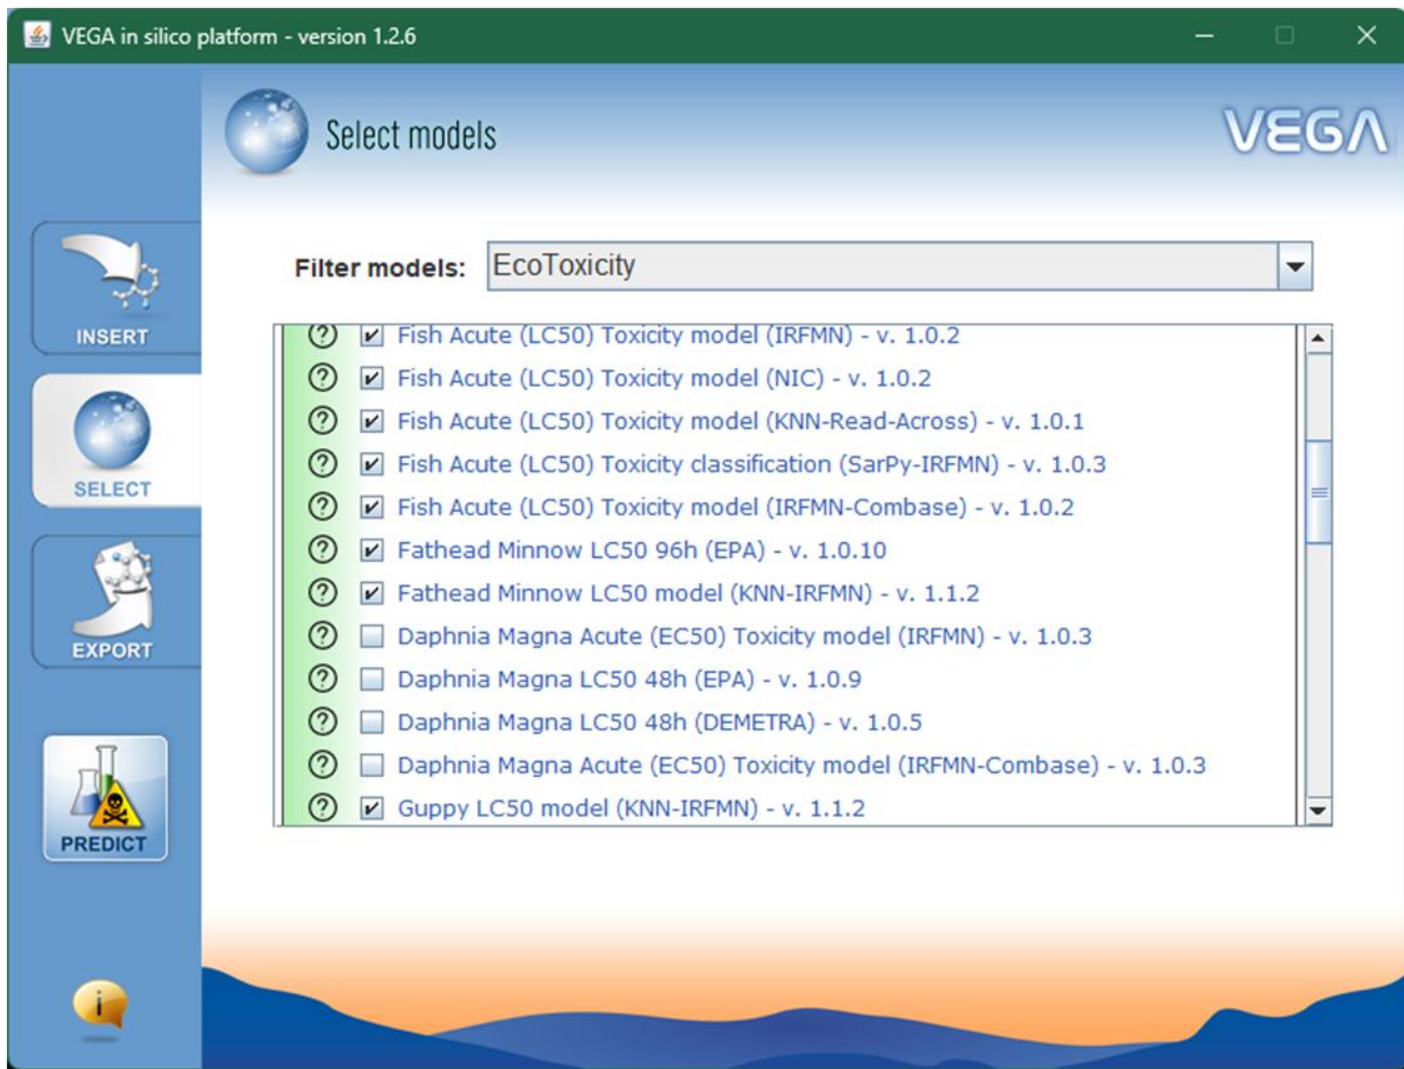 VEGA in silico platform - version 1.2.6
Select models
VEGA
Filter models: EcoToxicity
INSERT
SELECT
EXPORT
PREDICT
Fish Acute (LC50) Toxicity model (IRFMN) - v. 1.0.2
Fish Acute (LC50) Toxicity model (NIC) - v. 1.0.2
Fish Acute (LC50) Toxicity model (KNN-Read-Across) - v. 1.0.1
Fish Acute (LC50) Toxicity classification (SarPy-IRFMN) - v. 1.0.3
Fish Acute (LC50) Toxicity model (IRFMN-Combase) - v. 1.0.2
Fathead Minnow LC50 96h (EPA) - v. 1.0.10
Fathead Minnow LC50 model (KNN-IRFMN) - v. 1.1.2
Daphnia Magna Acute (EC50) Toxicity model (IRFMN) - v. 1.0.3
Daphnia Magna LC50 48h (EPA) - v. 1.0.9
Daphnia Magna LC50 48h (DEMETRA) - v. 1.0.5
Daphnia Magna Acute (EC50) Toxicity model (IRFMN-Combase) - v. 1.0.3
Guppy LC50 model (KNN-IRFMN) - v. 1.1.2